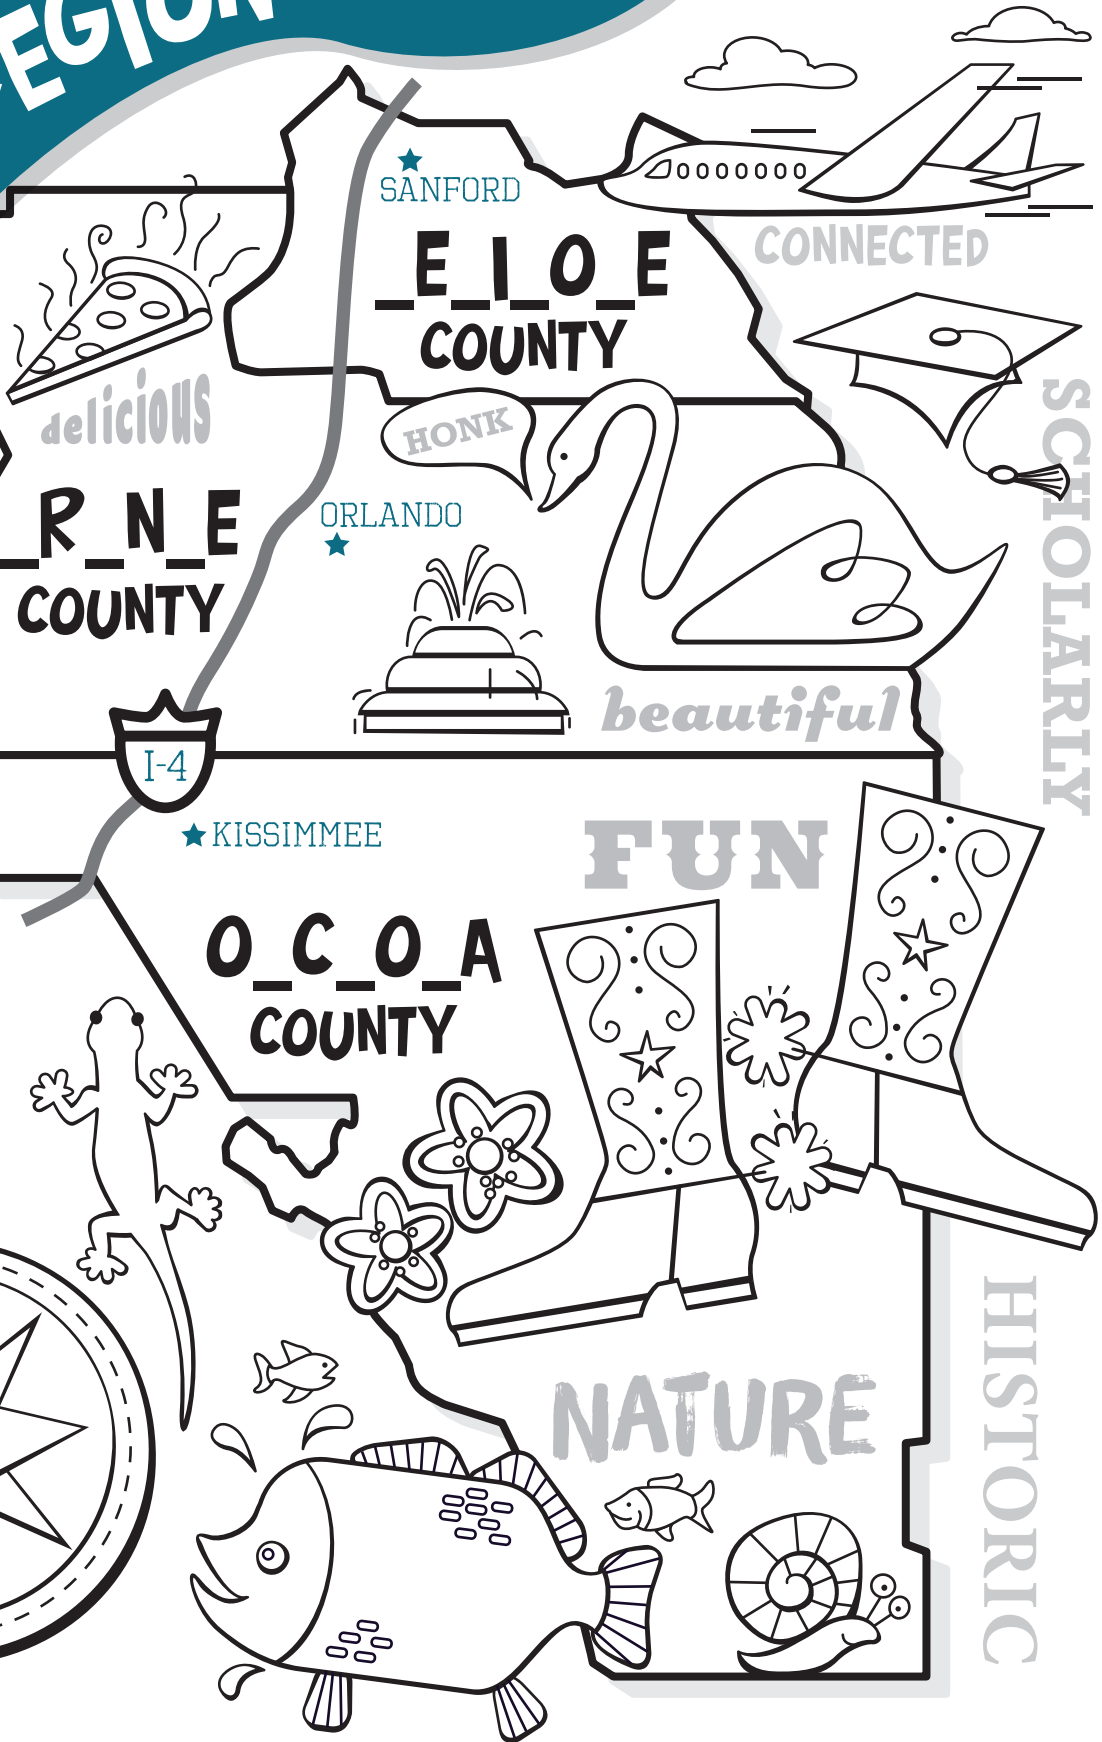 EGION
SANFORD
_E_I_O_E
COUNTY
CONNECTED
delicious
HONK
SCHOLARLY
_R_N_E
COUNTY
ORLANDO
beautiful
I-4
KISSIMMEE
FUN
O_C_O_A
COUNTY
HISTORIC
NATURE